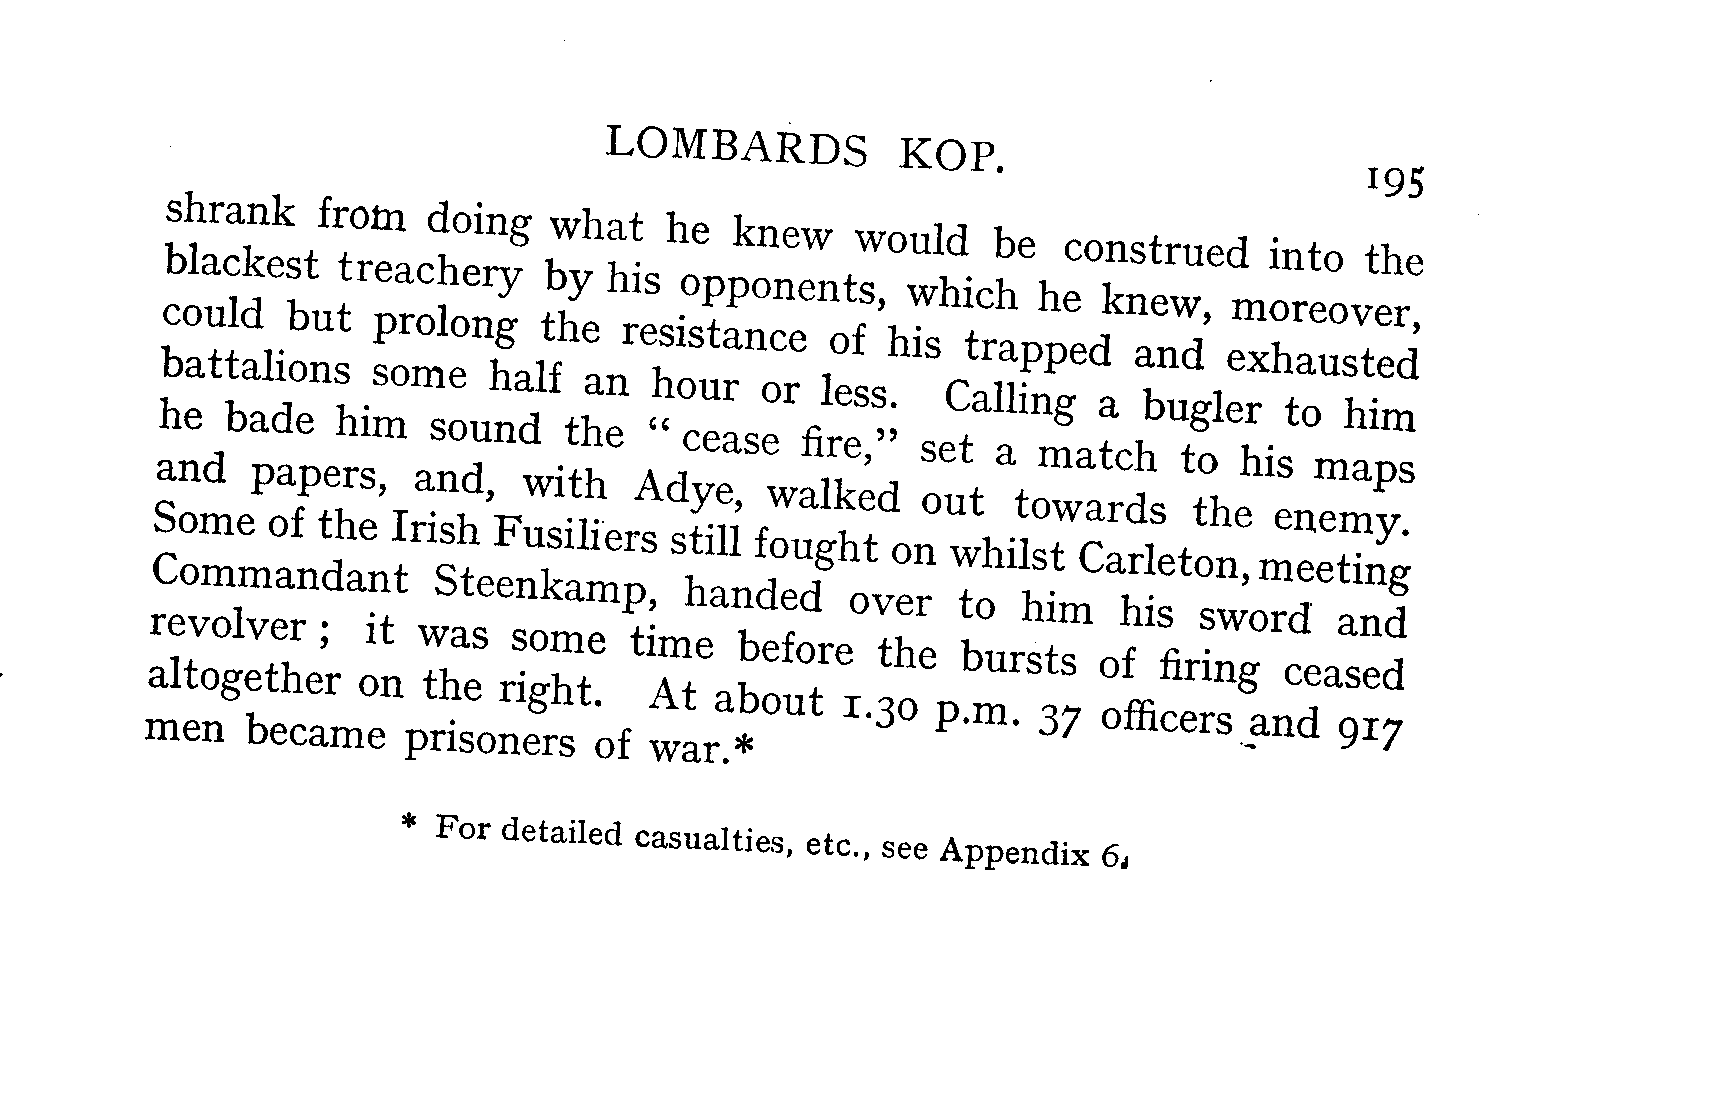 LOMBARDS KOP.
195
shrank from doing what he knew would be construed into the
blackest treachery by his opponents, which he knew, moreover,
could but prolong the resistance of his trapped and exhausted
battalions some half an hour or less. Calling a bugler to him
he bade him sound the “ cease fire,” set a match to his maps
and papers, and, with Adye, walked out towards the enemy.
Some of the Irish Fusiliers still fought on whilst Carleton, meeting
Commandant Steenkamp, handed over to him his sword and
revolver ; it was some time before the bursts of firing ceased
altogether on the right. At about 1.30 p.m. 37 officers and 917
men became prisoners of war.*
* For detailed casualties, etc., see Appendix 6.